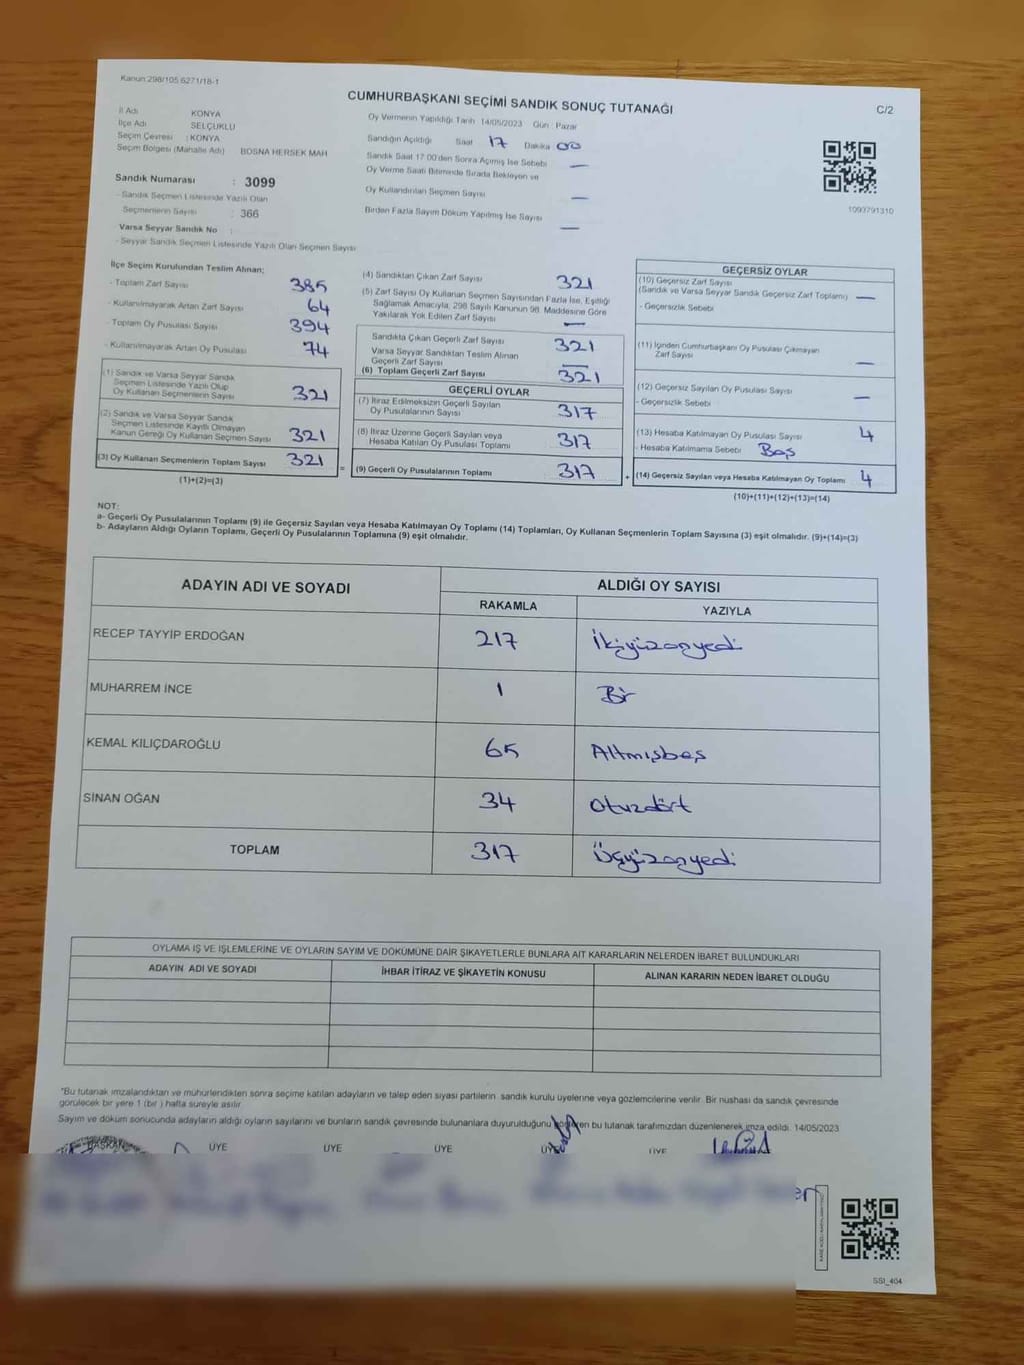 Kanun:298/105 6271/18-1
CUMHURBAŞKANI SEÇİMİ SANDIK SONUÇ TUTANAĞI
C/2
İl Adı KONYA
İlçe Adı SELÇUKLU
Seçim Çevresi : KONYA
Seçim Bölgesi (Mahalle Adı) BOSNA HERSEK MAH
Sandık Numarası : 3099
- Sandık Seçmen Listesinde Yazılı Olan
Seçmenlerin Sayısı : 366
Varsa Seyyar Sandık No :
- Seyyar Sandık Seçmen Listesinde Yazılı Olan Seçmen Sayısı
Oy Vermenin Yapıldığı Tarih 14/05/2023 Gün : Pazar
Sandığın Açıldığı Saat 17 Dakika 00
Sandık Saat 17:00'den Sonra Açılmış İse Sebebi —
Oy Verme Saati Bitiminde Sırada Bekleyen ve
Oy Kullandırılan Seçmen Sayısı —
Birden Fazla Sayım Döküm Yapılmış İse Sayısı —
1093791310
İlçe Seçim Kurulundan Teslim Alınan;
- Toplam Zarf Sayısı 385
- Kullanılmayarak Artan Zarf Sayısı 64
- Toplam Oy Pusulası Sayısı 394
- Kullanılmayarak Artan Oy Pusulası 74
(1) Sandık ve Varsa Seyyar Sandık
Seçmen Listesinde Yazılı Olup
Oy Kullanan Seçmenlerin Sayısı 321
(2) Sandık ve Varsa Seyyar Sandık
Seçmen Listesinde Kayıtlı Olmayan
Kanun Gereği Oy Kullanan Seçmen Sayısı 321
(3) Oy Kullanan Seçmenlerin Toplam Sayısı 321
(1)+(2)=(3)
=
(4) Sandıktan Çıkan Zarf Sayısı 321
(5) Zarf Sayısı Oy Kullanan Seçmen Sayısından Fazla İse, Eşitliği
Sağlamak Amacıyla, 298 Sayılı Kanunun 98. Maddesine Göre
Yakılarak Yok Edilen Zarf Sayısı —
Sandıkta Çıkan Geçerli Zarf Sayısı 321
Varsa Seyyar Sandıktan Teslim Alınan
Geçerli Zarf Sayısı —
(6) Toplam Geçerli Zarf Sayısı 321
GEÇERLİ OYLAR
(7) İtiraz Edilmeksizin Geçerli Sayılan
Oy Pusulalarının Sayısı 317
(8) İtiraz Üzerine Geçerli Sayılan veya
Hesaba Katılan Oy Pusulası Toplamı 317
(9) Geçerli Oy Pusulalarının Toplamı 317
+
GEÇERSİZ OYLAR
(10) Geçersiz Zarf Sayısı
(Sandık ve Varsa Seyyar Sandık Geçersiz Zarf Toplamı) —
- Geçersizlik Sebebi
(11) İçinden Cumhurbaşkanı Oy Pusulası Çıkmayan
Zarf Sayısı —
(12) Geçersiz Sayılan Oy Pusulası Sayısı —
- Geçersizlik Sebebi
(13) Hesaba Katılmayan Oy Pusulası Sayısı 4
- Hesaba Katılmama Sebebi Boş
(14) Geçersiz Sayılan veya Hesaba Katılmayan Oy Toplamı 4
(10)+(11)+(12)+(13)=(14)
NOT:
a- Geçerli Oy Pusulalarının Toplamı (9) ile Geçersiz Sayılan veya Hesaba Katılmayan Oy Toplamı (14) Toplamları, Oy Kullanan Seçmenlerin Toplam Sayısına (3) eşit olmalıdır. (9)+(14)=(3)
b- Adayların Aldığı Oyların Toplamı, Geçerli Oy Pusulalarının Toplamına (9) eşit olmalıdır.
ADAYIN ADI VE SOYADI ALDIĞI OY SAYISI
RAKAMLA YAZIYLA
RECEP TAYYİP ERDOĞAN 217 İkiyüzonyedi
MUHARREM İNCE 1 Bir
KEMAL KILIÇDAROĞLU 65 Altmışbeş
SİNAN OĞAN 34 Otuzdört
TOPLAM 317 Üçyüzonyedi
OYLAMA İŞ VE İŞLEMLERİNE VE OYLARIN SAYIM VE DÖKÜMÜNE DAİR ŞİKAYETLERLE BUNLARA AİT KARARLARIN NELERDEN İBARET BULUNDUKLARI
ADAYIN ADI VE SOYADI İHBAR İTİRAZ VE ŞİKAYETİN KONUSU ALINAN KARARIN NEDEN İBARET OLDUĞU
*Bu tutanak imzalandıktan ve mühürlendikten sonra seçime katılan adayların ve talep eden siyasi partilerin sandık kurulu üyelerine veya gözlemcilerine verilir. Bir nüshası da sandık çevresinde
görülecek bir yere 1 (bir ) hafta süreyle asılır.
Sayım ve döküm sonucunda adayların aldığı oyların sayılarını ve bunların sandık çevresinde bulunanlara duyurulduğunu gösteren bu tutanak tarafımızdan düzenlenerek imza edildi. 14/05/2023
BAŞKAN ÜYE ÜYE ÜYE ÜYE ÜYE
SSI_404